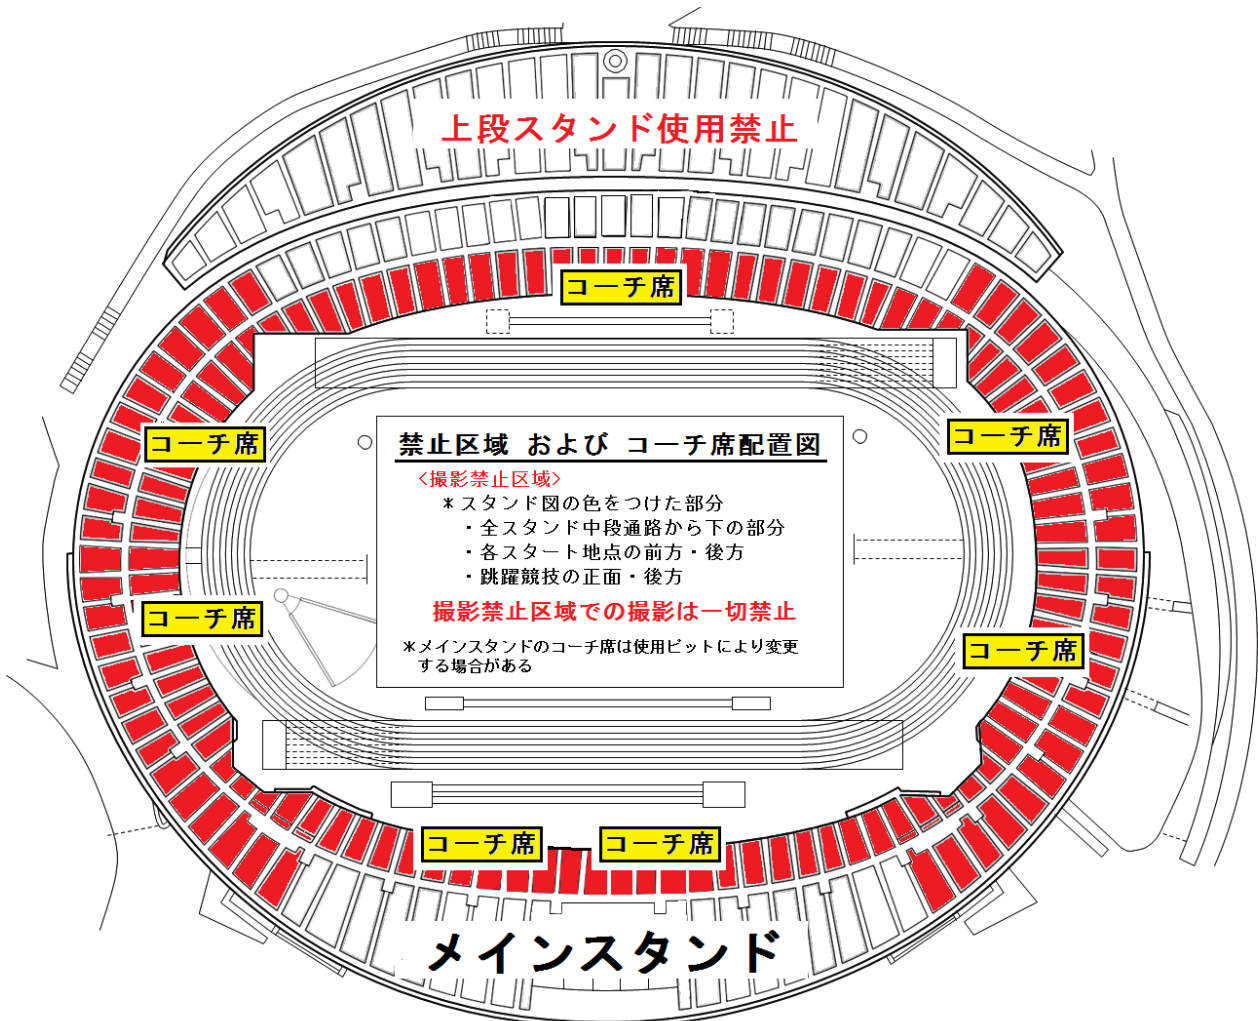 上段スタンド使用禁止
コーチ席
コーチ席
コーチ席
禁止区域 および コーチ席配置図
<撮影禁止区域>
*スタンド図の色をつけた部分
・全スタンド中段通路から下の部分
・各スタート地点の前方・後方
・跳躍競技の正面・後方
撮影禁止区域での撮影は一切禁止
*メインスタンドのコーチ席は使用ピットにより変更
する場合がある
コーチ席
コーチ席
コーチ席
コーチ席
メインスタンド